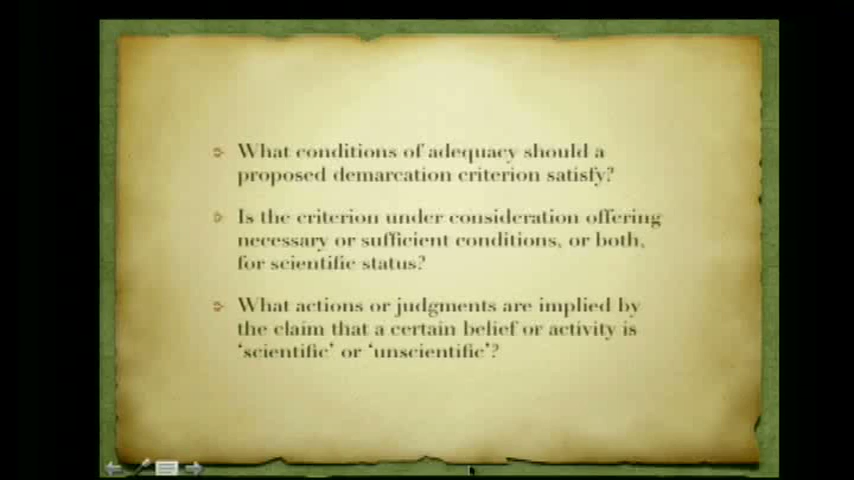 What conditions of adequacy should a
proposed demarcation criterion satisfy?
Is the criterion under consideration offering
necessary or sufficient conditions, or both,
for scientific status?
What actions or judgments are implied by
the claim that a certain belief or activity is
‘scientific’ or ‘unscientific’?